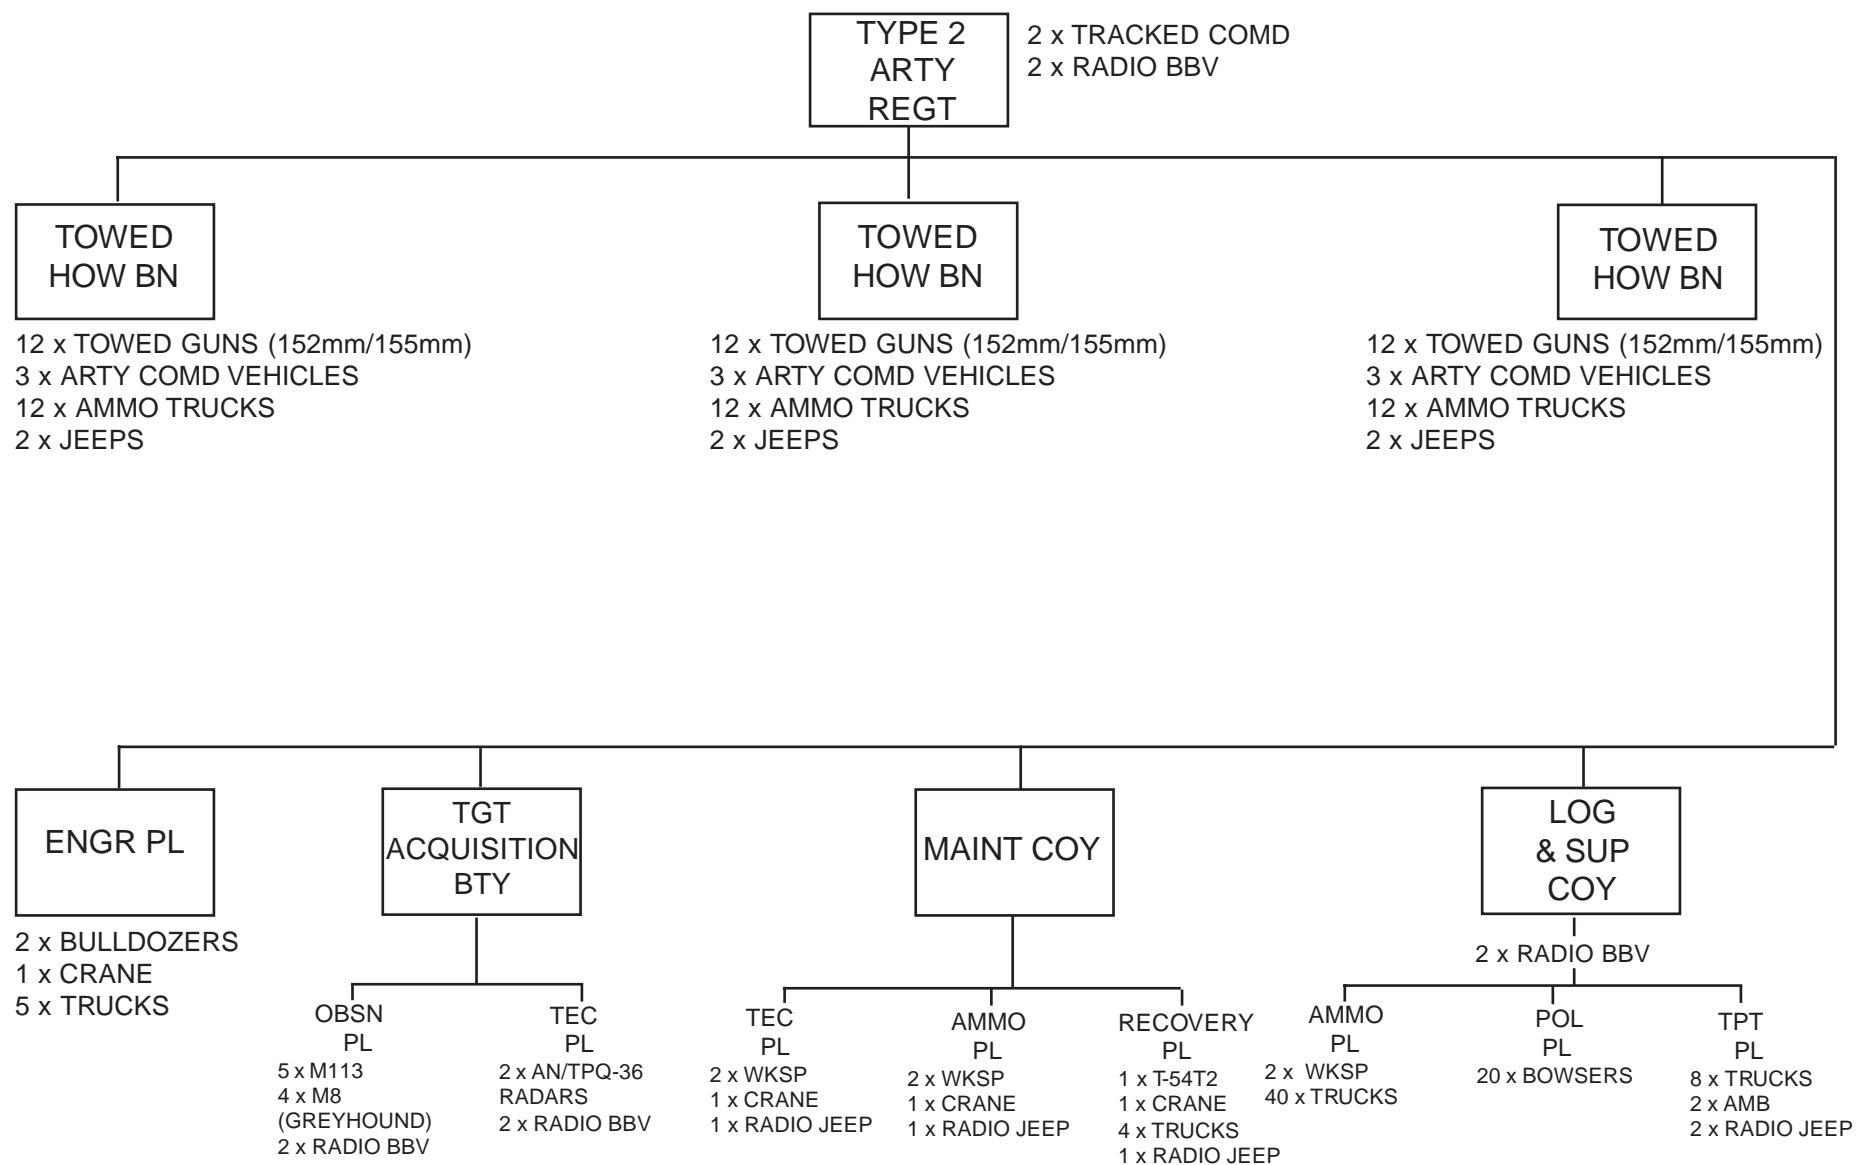 TYPE 2
ARTY
REGT
2 x TRACKED COMD
2 x RADIO BBV
TOWED
HOW BN
12 x TOWED GUNS (152mm/155mm)
3 x ARTY COMD VEHICLES
12 x AMMO TRUCKS
2 x JEEPS
TOWED
HOW BN
12 x TOWED GUNS (152mm/155mm)
3 x ARTY COMD VEHICLES
12 x AMMO TRUCKS
2 x JEEPS
TOWED
HOW BN
12 x TOWED GUNS (152mm/155mm)
3 x ARTY COMD VEHICLES
12 x AMMO TRUCKS
2 x JEEPS
ENGR PL
2 x BULLDOZERS
1 x CRANE
5 x TRUCKS
TGT
ACQUISITION
BTY
OBSN
PL
5 x M113
4 x M8
(GREYHOUND)
2 x RADIO BBV
TEC
PL
2 x AN/TPQ-36
RADARS
2 x RADIO BBV
MAINT COY
TEC
PL
2 x WKSP
1 x CRANE
1 x RADIO JEEP
AMMO
PL
2 x WKSP
1 x CRANE
1 x RADIO JEEP
RECOVERY
PL
1 x T-54T2
1 x CRANE
4 x TRUCKS
1 x RADIO JEEP
LOG
& SUP
COY
2 x RADIO BBV
AMMO
PL
2 x WKSP
40 x TRUCKS
POL
PL
20 x BOWSERS
TPT
PL
8 x TRUCKS
2 x AMB
2 x RADIO JEEP